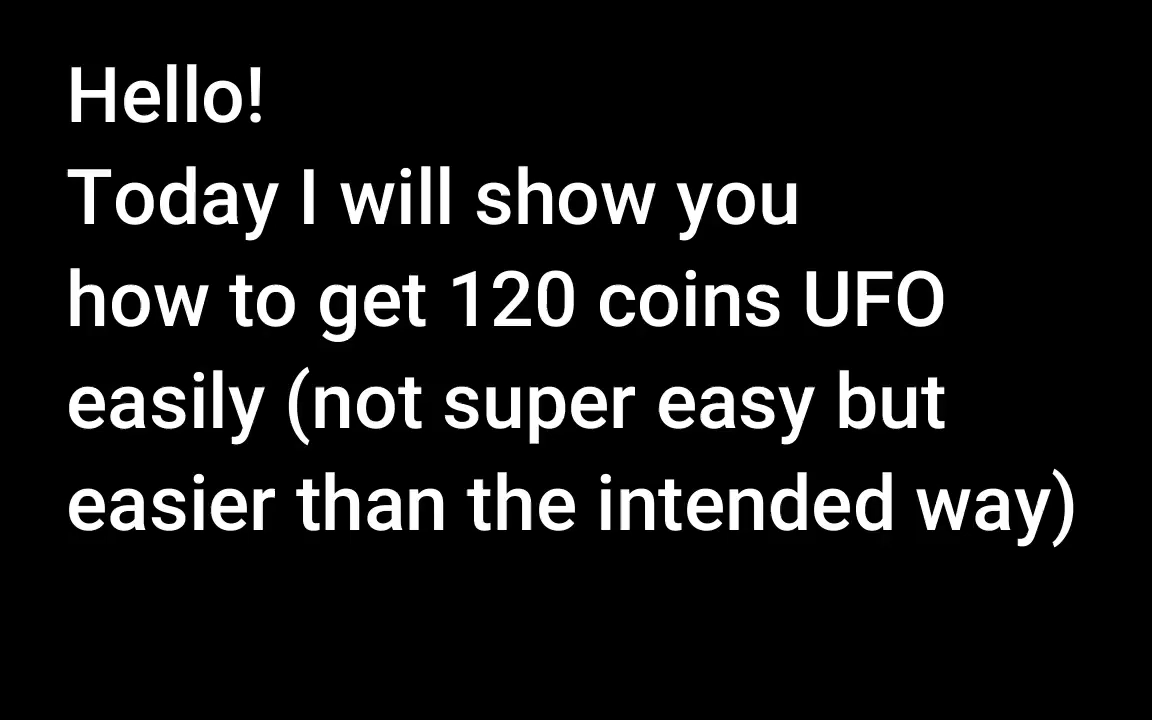 Hello!
Today I will show you
how to get 120 coins UFO
easily (not super easy but
easier than the intended way)